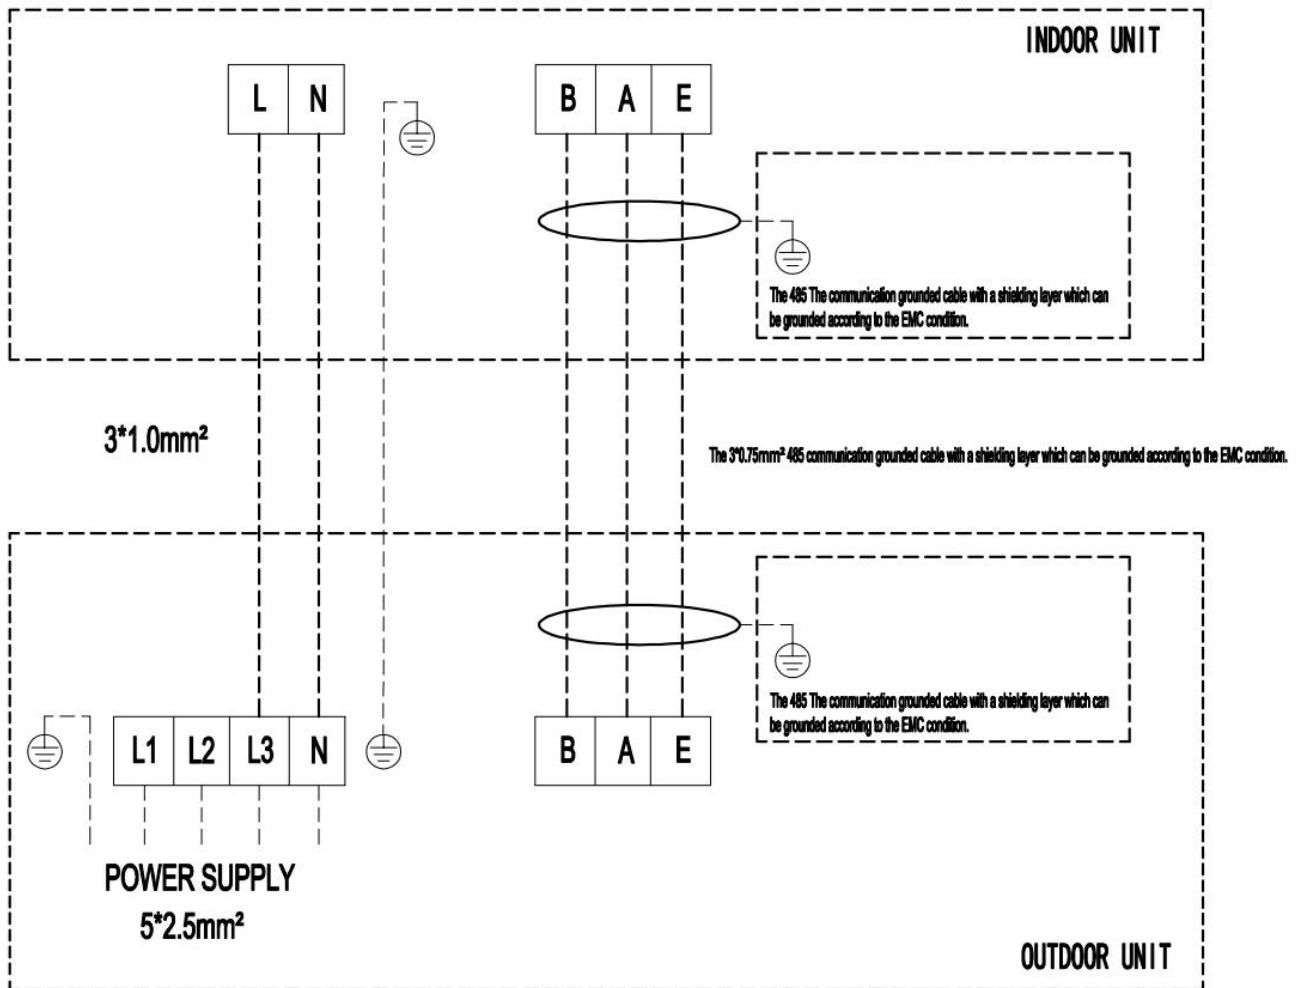 INDOOR UNIT
L N
B A E
The 485 The communication grounded cable with a shielding layer which can
be grounded according to the EMC condition.
3*1.0mm²
The 3*0.75mm² 485 communication grounded cable with a shielding layer which can be grounded according to the EMC condition.
The 485 The communication grounded cable with a shielding layer which can
be grounded according to the EMC condition.
L1 L2 L3 N
B A E
POWER SUPPLY
5*2.5mm²
OUTDOOR UNIT